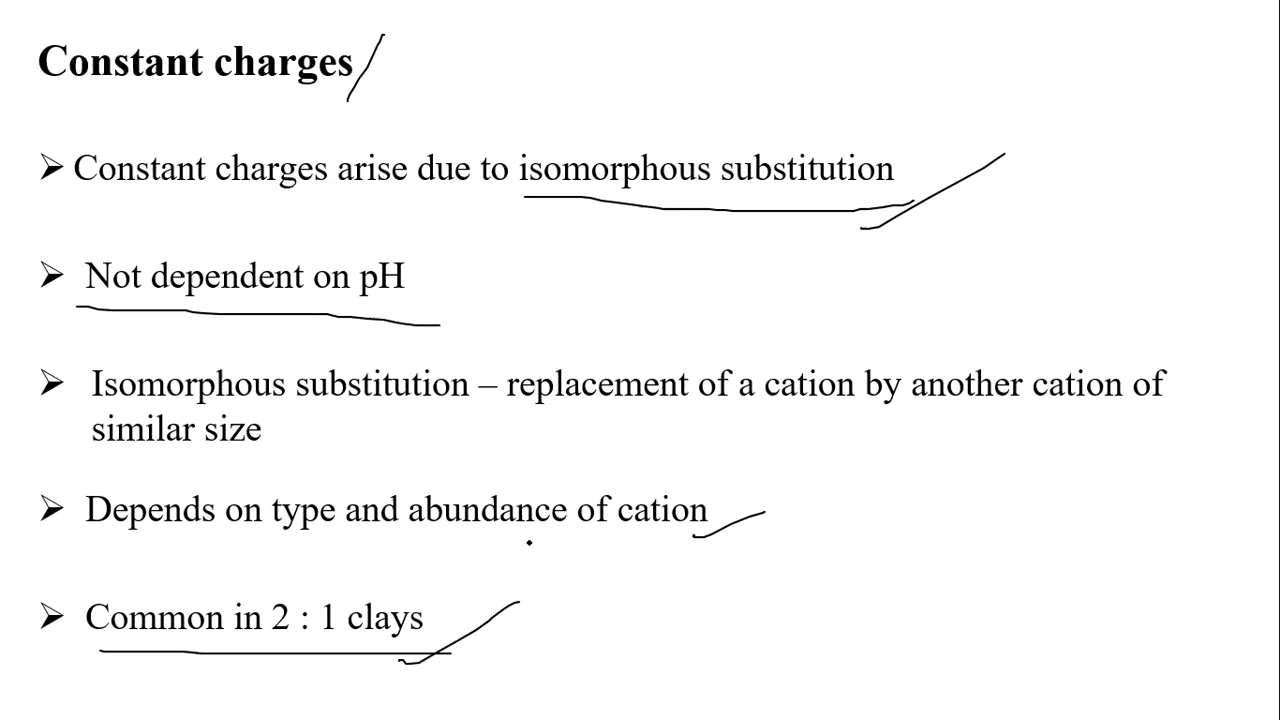 Constant charges
➢ Constant charges arise due to isomorphous substitution
➢ Not dependent on pH
➢ Isomorphous substitution – replacement of a cation by another cation of
similar size
➢ Depends on type and abundance of cation
➢ Common in 2 : 1 clays